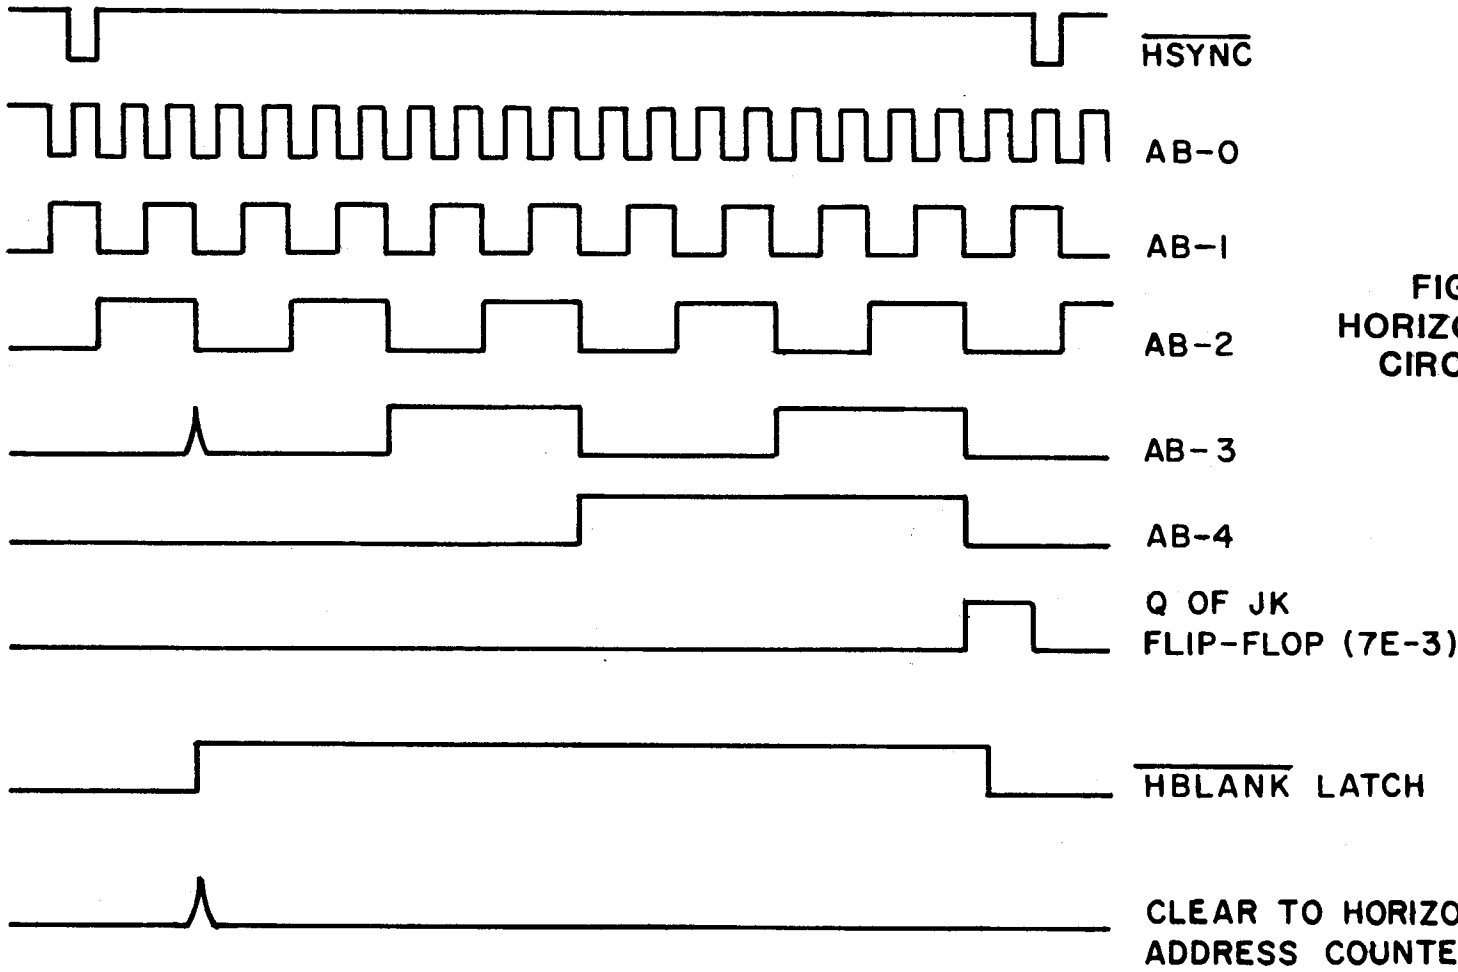 HSYNC
AB-0
AB-1
FIG
HORIZO
CIRC
AB-2
AB-3
AB-4
Q OF JK
FLIP-FLOP (7E-3)
HBLANK LATCH
CLEAR TO HORIZO
ADDRESS COUNTE